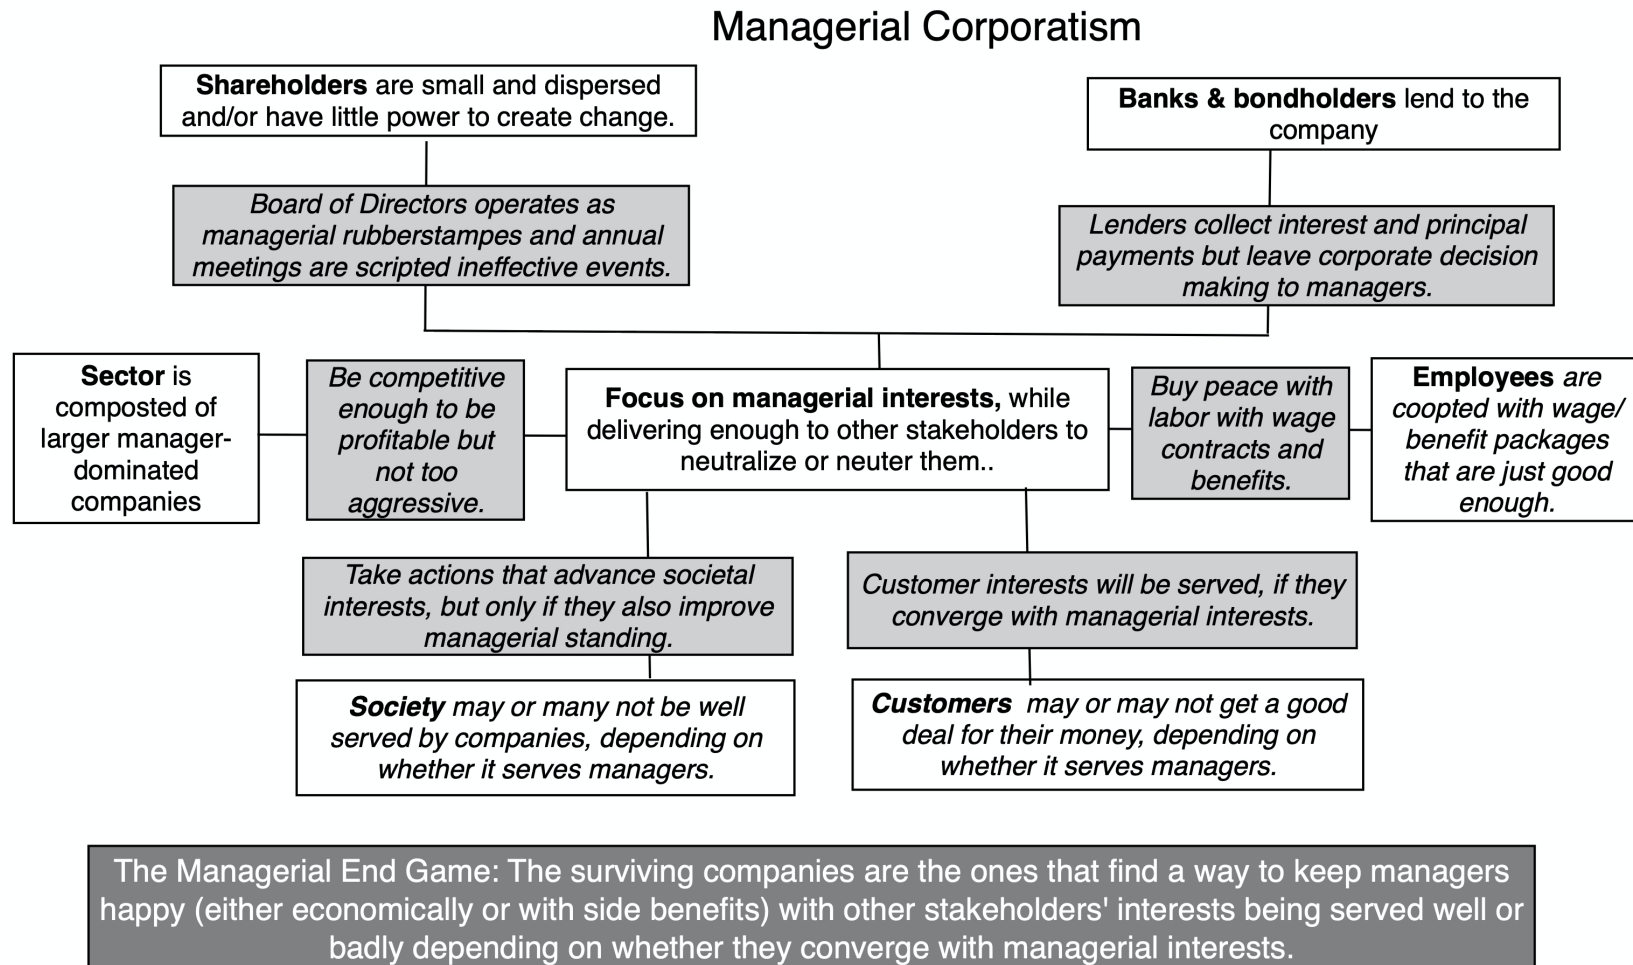 Managerial Corporatism
Shareholders are small and dispersed
and/or have little power to create change.
Banks & bondholders lend to the
company
Board of Directors operates as
managerial rubberstampes and annual
meetings are scripted ineffective events.
Lenders collect interest and principal
payments but leave corporate decision
making to managers.
Sector is
composted of
larger manager-
dominated
companies
Be competitive
enough to be
profitable but
not too
aggressive.
Focus on managerial interests, while
delivering enough to other stakeholders to
neutralize or neuter them..
Buy peace with
labor with wage
contracts and
benefits.
Employees are
coopted with wage/
benefit packages
that are just good
enough.
Take actions that advance societal
interests, but only if they also improve
managerial standing.
Customer interests will be served, if they
converge with managerial interests.
Society may or many not be well
served by companies, depending on
whether it serves managers.
Customers may or may not get a good
deal for their money, depending on
whether it serves managers.
The Managerial End Game: The surviving companies are the ones that find a way to keep managers
happy (either economically or with side benefits) with other stakeholders' interests being served well or
badly depending on whether they converge with managerial interests.